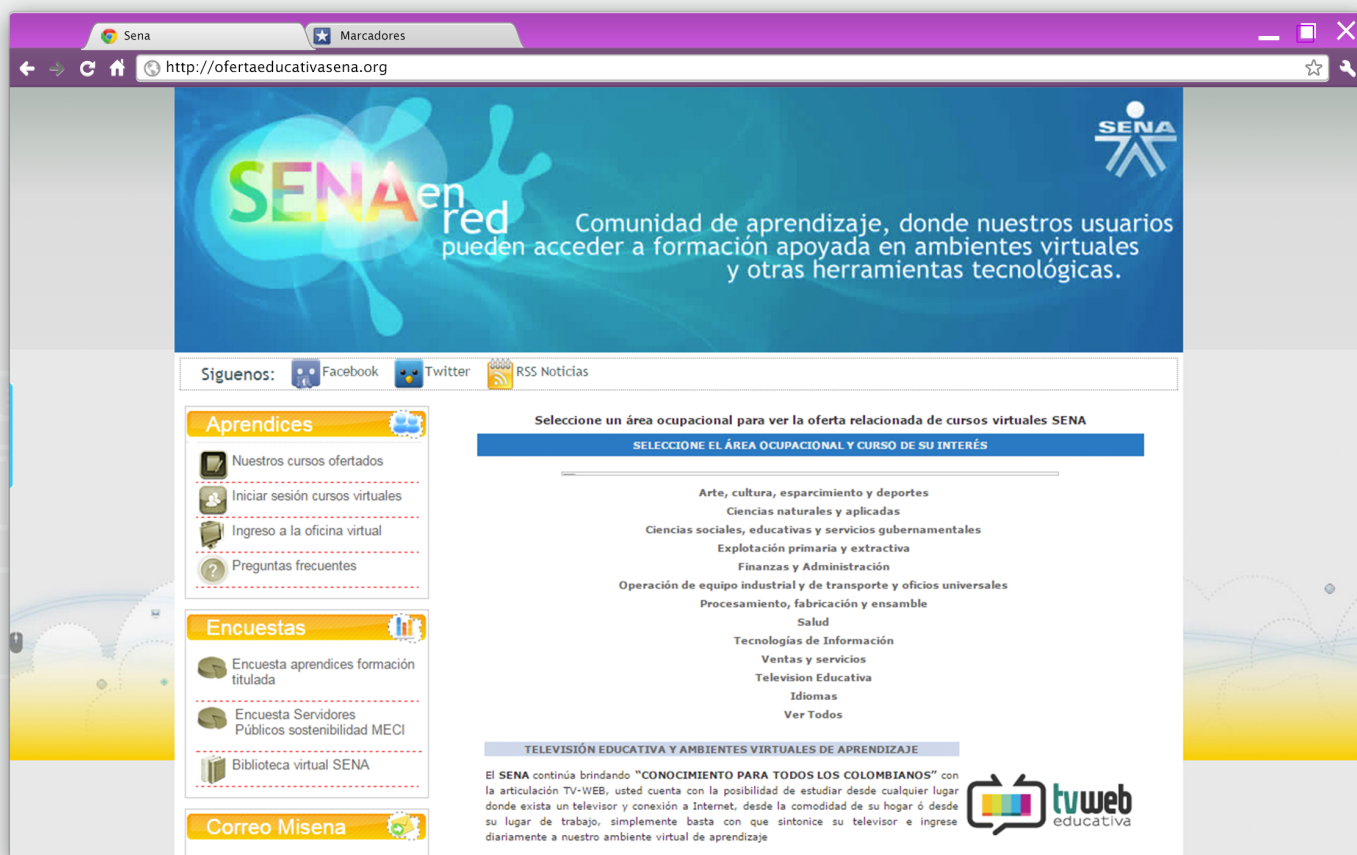 Sena
Marcadores
http://ofertaeducativasena.org
SENA
SENA en
red
Comunidad de aprendizaje, donde nuestros usuarios
pueden acceder a formación apoyada en ambientes virtuales
y otras herramientas tecnológicas.
Siguenos:
Facebook
Twitter
RSS Noticias
Aprendices
Nuestros cursos ofertados
Iniciar sesión cursos virtuales
Ingreso a la oficina virtual
Preguntas frecuentes
Encuestas
Encuesta aprendices formación
titulada
Encuesta Servidores
Públicos sostenibilidad MECI
Biblioteca virtual SENA
Correo Misena
Seleccione un área ocupacional para ver la oferta relacionada de cursos virtuales SENA
SELECCIONE EL ÁREA OCUPACIONAL Y CURSO DE SU INTERÉS
Arte, cultura, esparcimiento y deportes
Ciencias naturales y aplicadas
Ciencias sociales, educativas y servicios gubernamentales
Explotación primaria y extractiva
Finanzas y Administración
Operación de equipo industrial y de transporte y oficios universales
Procesamiento, fabricación y ensamble
Salud
Tecnologías de Información
Ventas y servicios
Television Educativa
Idiomas
Ver Todos
TELEVISIÓN EDUCATIVA Y AMBIENTES VIRTUALES DE APRENDIZAJE
El SENA continúa brindando "CONOCIMIENTO PARA TODOS LOS COLOMBIANOS" con
la articulación TV-WEB, usted cuenta con la posibilidad de estudiar desde cualquier lugar
donde exista un televisor y conexión a Internet, desde la comodidad de su hogar ó desde
su lugar de trabajo, simplemente basta con que sintonice su televisor e ingrese
diariamente a nuestro ambiente virtual de aprendizaje
tvweb
educativa